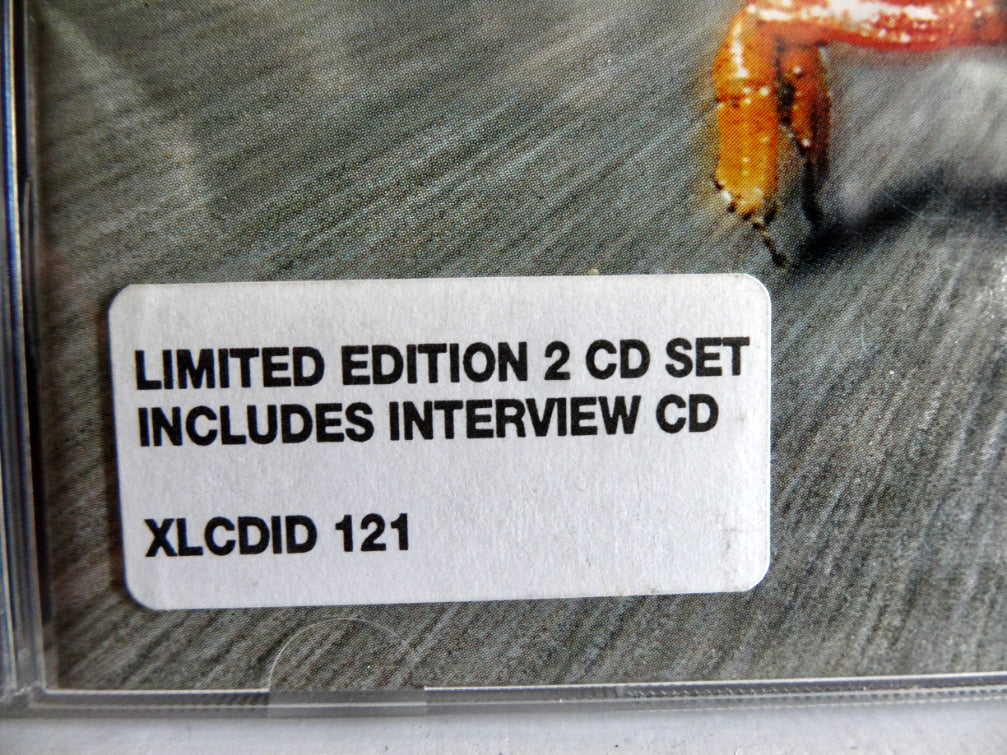 LIMITED EDITION 2 CD SET
INCLUDES INTERVIEW CD
XLCDID 121